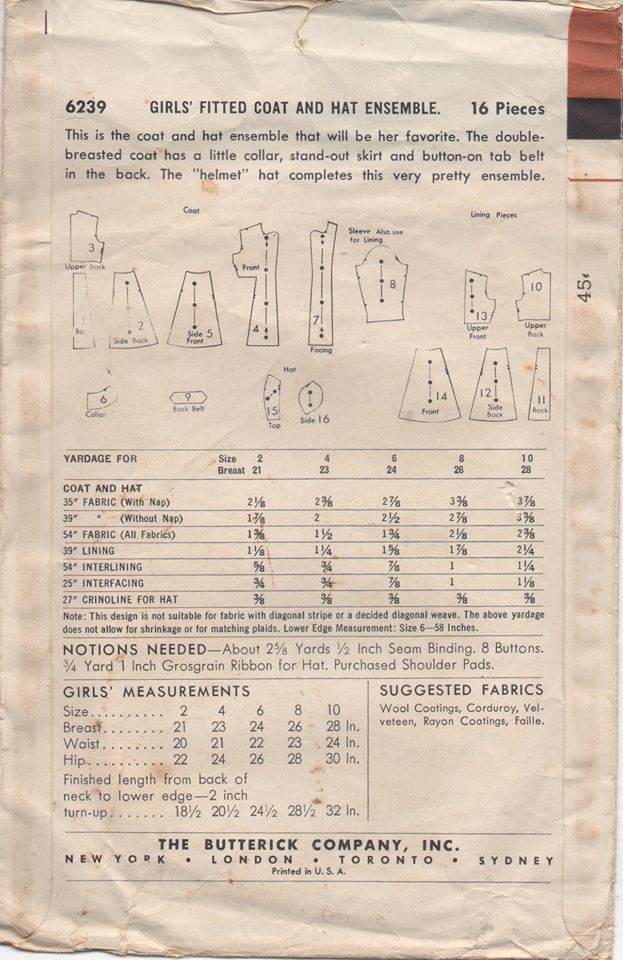 6239 GIRLS' FITTED COAT AND HAT ENSEMBLE. 16 Pieces
This is the coat and hat ensemble that will be her favorite. The double-
breasted coat has a little collar, stand-out skirt and button-on tab belt
in the back. The "helmet" hat completes this very pretty ensemble.
45¢
Coat
Lining Pieces
3
Upper Back
2
Side Back
Side 5
Front
Front
4
7
Facing
Sleeve Also use
for Lining
8
13
Upper
Front
10
Upper
Back
Hat
6
Collar
9
Back Belt
15
Top
Side 16
14
Front
12
Side
Back
11
Back
YARDAGE FOR Size 2 4 6 8 10
Breast 21 23 24 26 28
COAT AND HAT
35" FABRIC (With Nap) 2⅛ 2⅜ 2⅞ 3⅜ 3⅞
39" " (Without Nap) 1⅞ 2 2½ 2⅞ 3⅜
54" FABRIC (All Fabrics) 1⅜ 1½ 1¾ 2⅛ 2⅜
39" LINING 1⅛ 1¼ 1⅝ 1⅞ 2¼
54" INTERLINING ⅝ ¾ ⅞ 1 1¼
25" INTERFACING ¾ ¾ ⅞ 1 1⅛
27" CRINOLINE FOR HAT ⅜ ⅜ ⅜ ⅜ ⅜
Note: This design is not suitable for fabric with diagonal stripe or a decided diagonal weave. The above yardage
does not allow for shrinkage or for matching plaids. Lower Edge Measurement: Size 6—58 Inches.
NOTIONS NEEDED—About 2⅝ Yards ½ Inch Seam Binding. 8 Buttons.
¾ Yard 1 Inch Grosgrain Ribbon for Hat. Purchased Shoulder Pads.
GIRLS' MEASUREMENTS
Size.......... 2 4 6 8 10
Breast........ 21 23 24 26 28 In.
Waist........ 20 21 22 23 24 In.
Hip.......... 22 24 26 28 30 In.
Finished length from back of
neck to lower edge—2 inch
turn-up....... 18½ 20½ 24½ 28½ 32 In.
SUGGESTED FABRICS
Wool Coatings, Corduroy, Vel-
veteen, Rayon Coatings, Faille.
THE BUTTERICK COMPANY, INC.
NEW YORK • LONDON • TORONTO • SYDNEY
Printed in U. S. A.